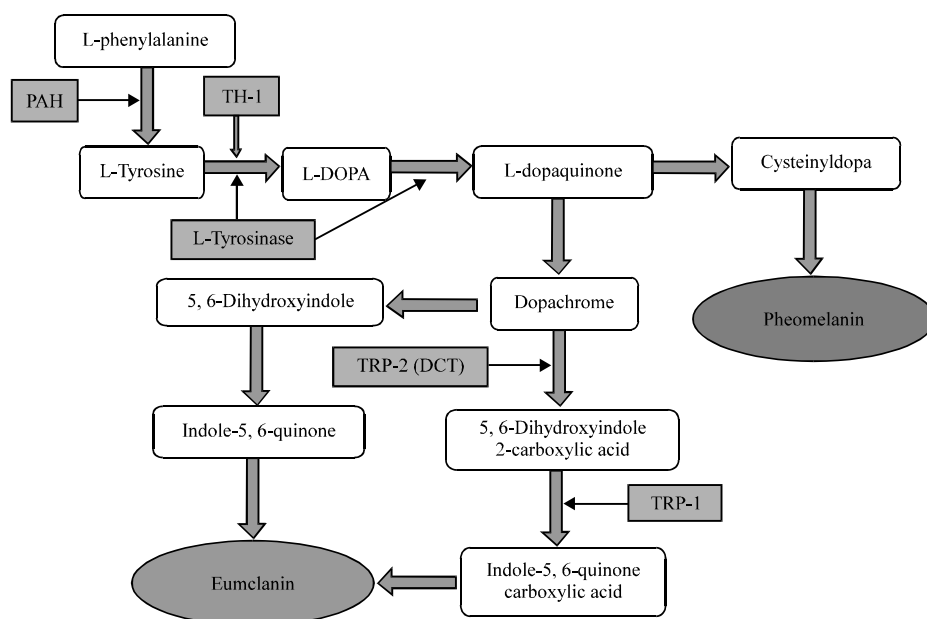 L-phenylalanine
PAH
TH-1
L-Tyrosine
L-DOPA
L-dopaquinone
Cysteinyldopa
L-Tyrosinase
5, 6-Dihydroxyindole
Dopachrome
Pheomelanin
TRP-2 (DCT)
Indole-5, 6-quinone
5, 6-Dihydroxyindole
2-carboxylic acid
TRP-1
Eumclanin
Indole-5, 6-quinone
carboxylic acid